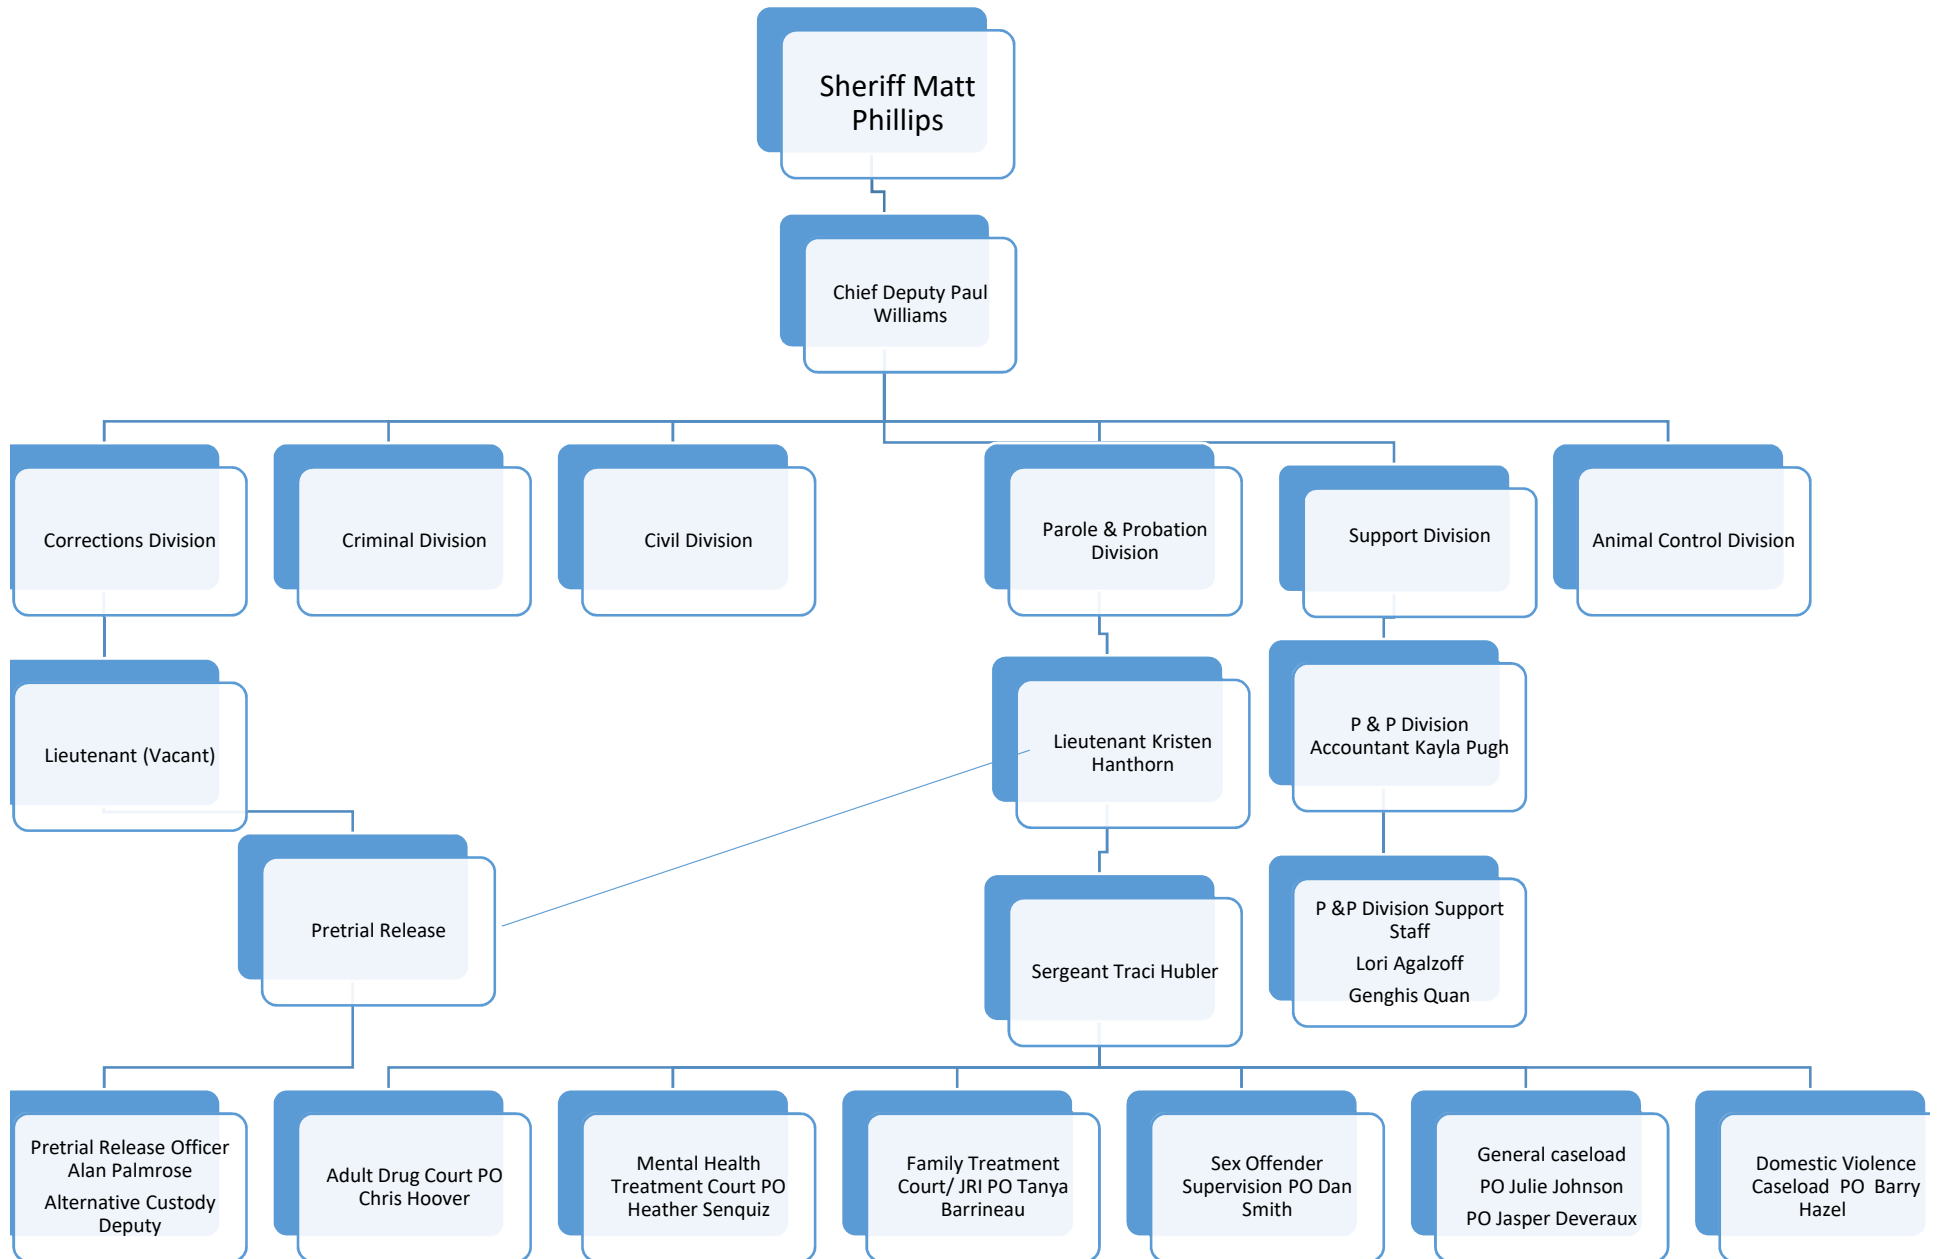 Sheriff Matt
Phillips
Chief Deputy Paul
Williams
Corrections Division
Criminal Division
Civil Division
Parole & Probation
Division
Support Division
Animal Control Division
Lieutenant (Vacant)
Lieutenant Kristen
Hanthorn
P & P Division
Accountant Kayla Pugh
Pretrial Release
Sergeant Traci Hubler
P &P Division Support
Staff
Lori Agalzoff
Genghis Quan
Pretrial Release Officer
Alan Palmrose
Alternative Custody
Deputy
Adult Drug Court PO
Chris Hoover
Mental Health
Treatment Court PO
Heather Senquiz
Family Treatment
Court/ JRI PO Tanya
Barrineau
Sex Offender
Supervision PO Dan
Smith
General caseload
PO Julie Johnson
PO Jasper Deveraux
Domestic Violence
Caseload  PO  Barry
Hazel